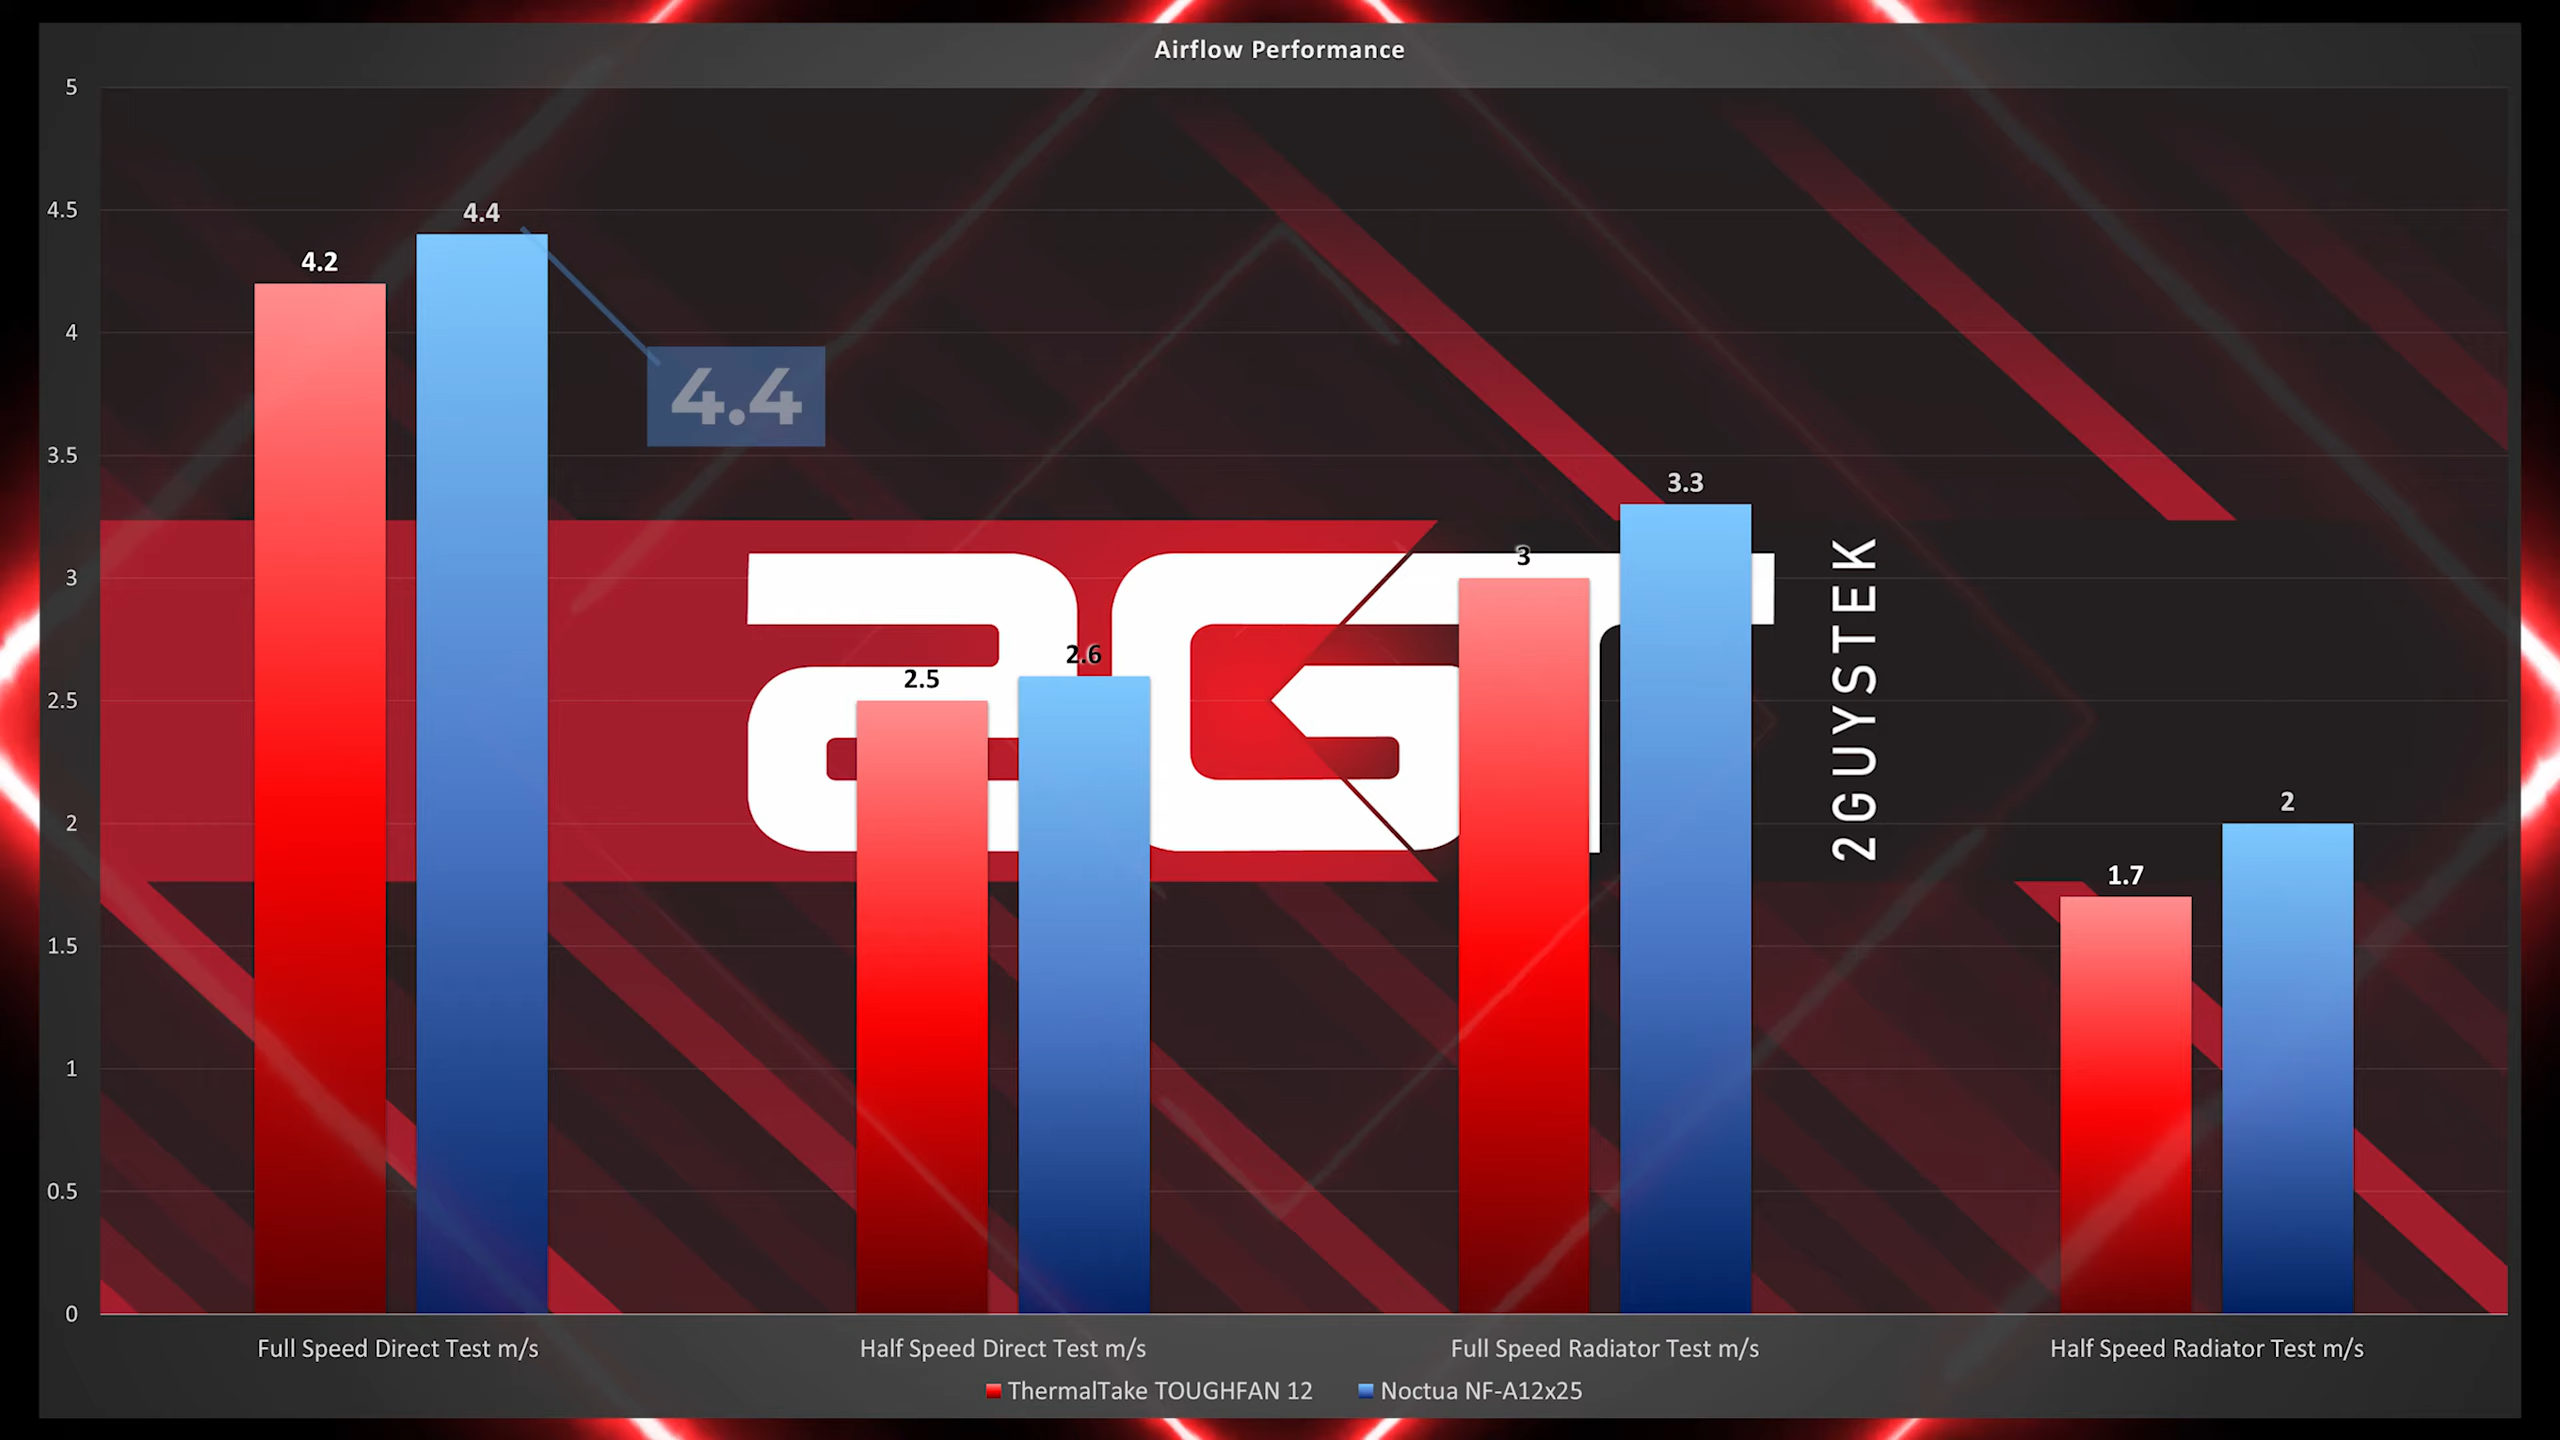 Airflow Performance
5
4.5
4
3.5
3
2.5
2
1.5
1
0.5
0
4.2
4.4
4.4
2.5
2.6
3
3.3
1.7
2
2GT
2GUYSTEK
Full Speed Direct Test m/s
Half Speed Direct Test m/s
Full Speed Radiator Test m/s
Half Speed Radiator Test m/s
ThermalTake TOUGHFAN 12
Noctua NF-A12x25